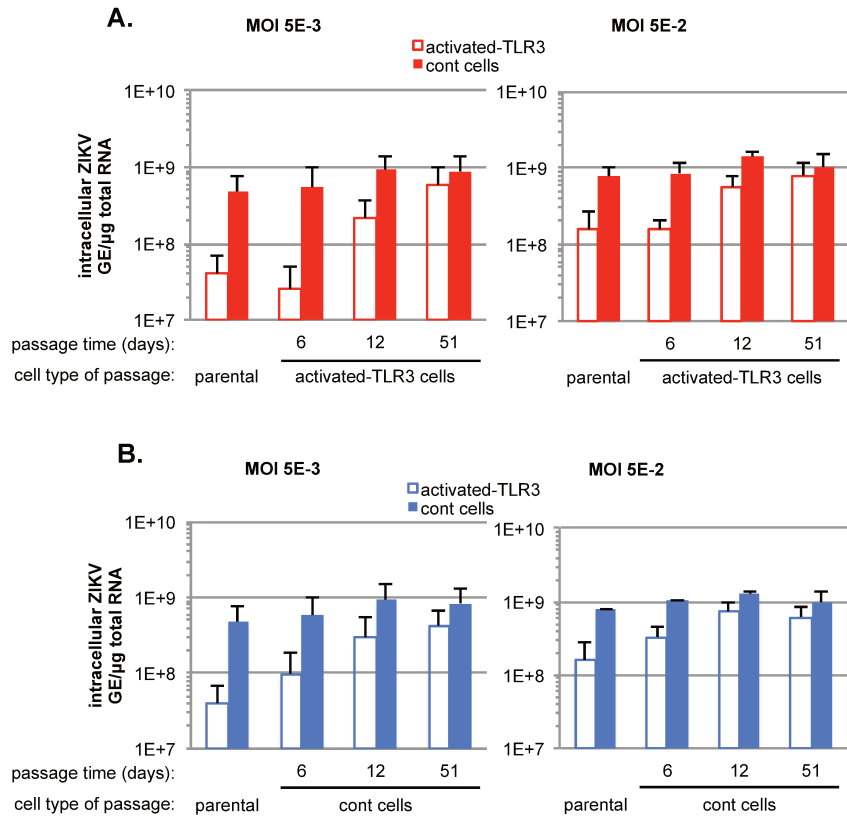 A.
MOI 5E-3
MOI 5E-2
activated-TLR3
cont cells
intracellular ZIKV
GE/µg total RNA
1E+10
1E+9
1E+8
1E+7
1E+10
1E+9
1E+8
1E+7
passage time (days):
6 12 51
6 12 51
cell type of passage:
parental
activated-TLR3 cells
parental
activated-TLR3 cells
B.
MOI 5E-3
MOI 5E-2
activated-TLR3
cont cells
intracellular ZIKV
GE/µg total RNA
1E+10
1E+9
1E+8
1E+7
1E+10
1E+9
1E+8
1E+7
passage time (days):
6 12 51
6 12 51
cell type of passage:
parental
cont cells
parental
cont cells